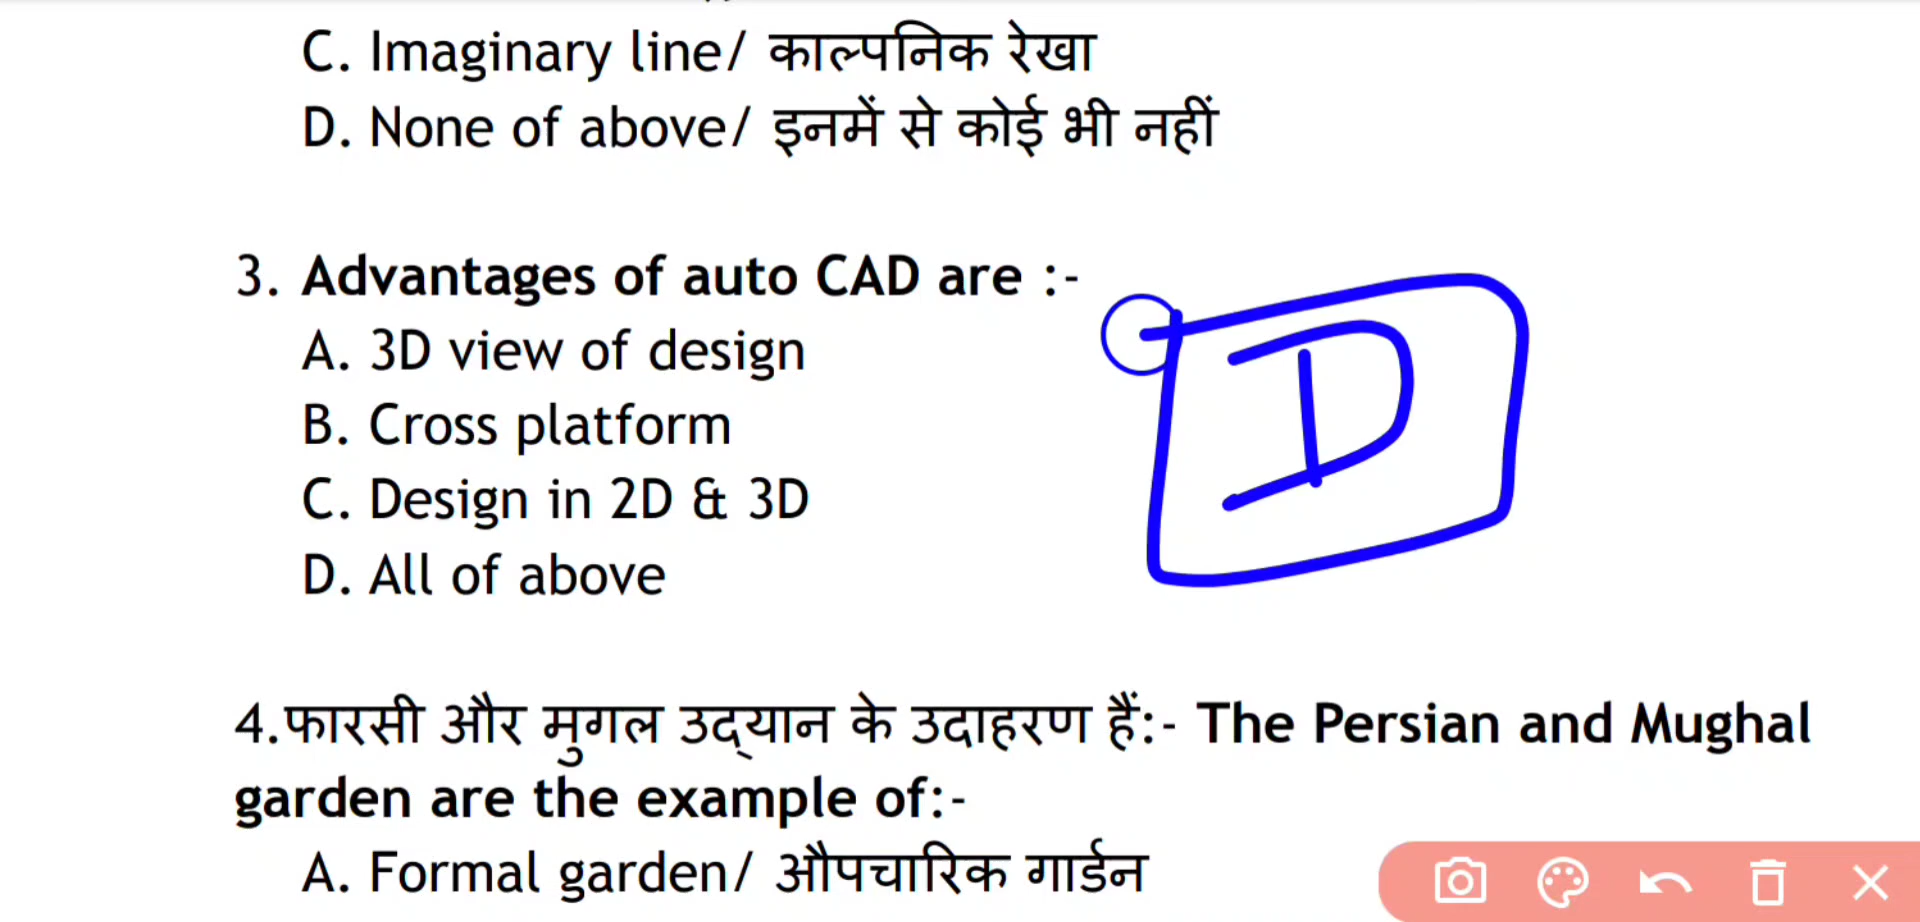 C. Imaginary line/ काल्पनिक रेखा
D. None of above/ इनमें से कोई भी नहीं
3. Advantages of auto CAD are :-
A. 3D view of design
B. Cross platform
C. Design in 2D & 3D
D. All of above
D
4.फारसी और मुगल उद्यान के उदाहरण हैं:- The Persian and Mughal
garden are the example of:-
A. Formal garden/ औपचारिक गार्डन